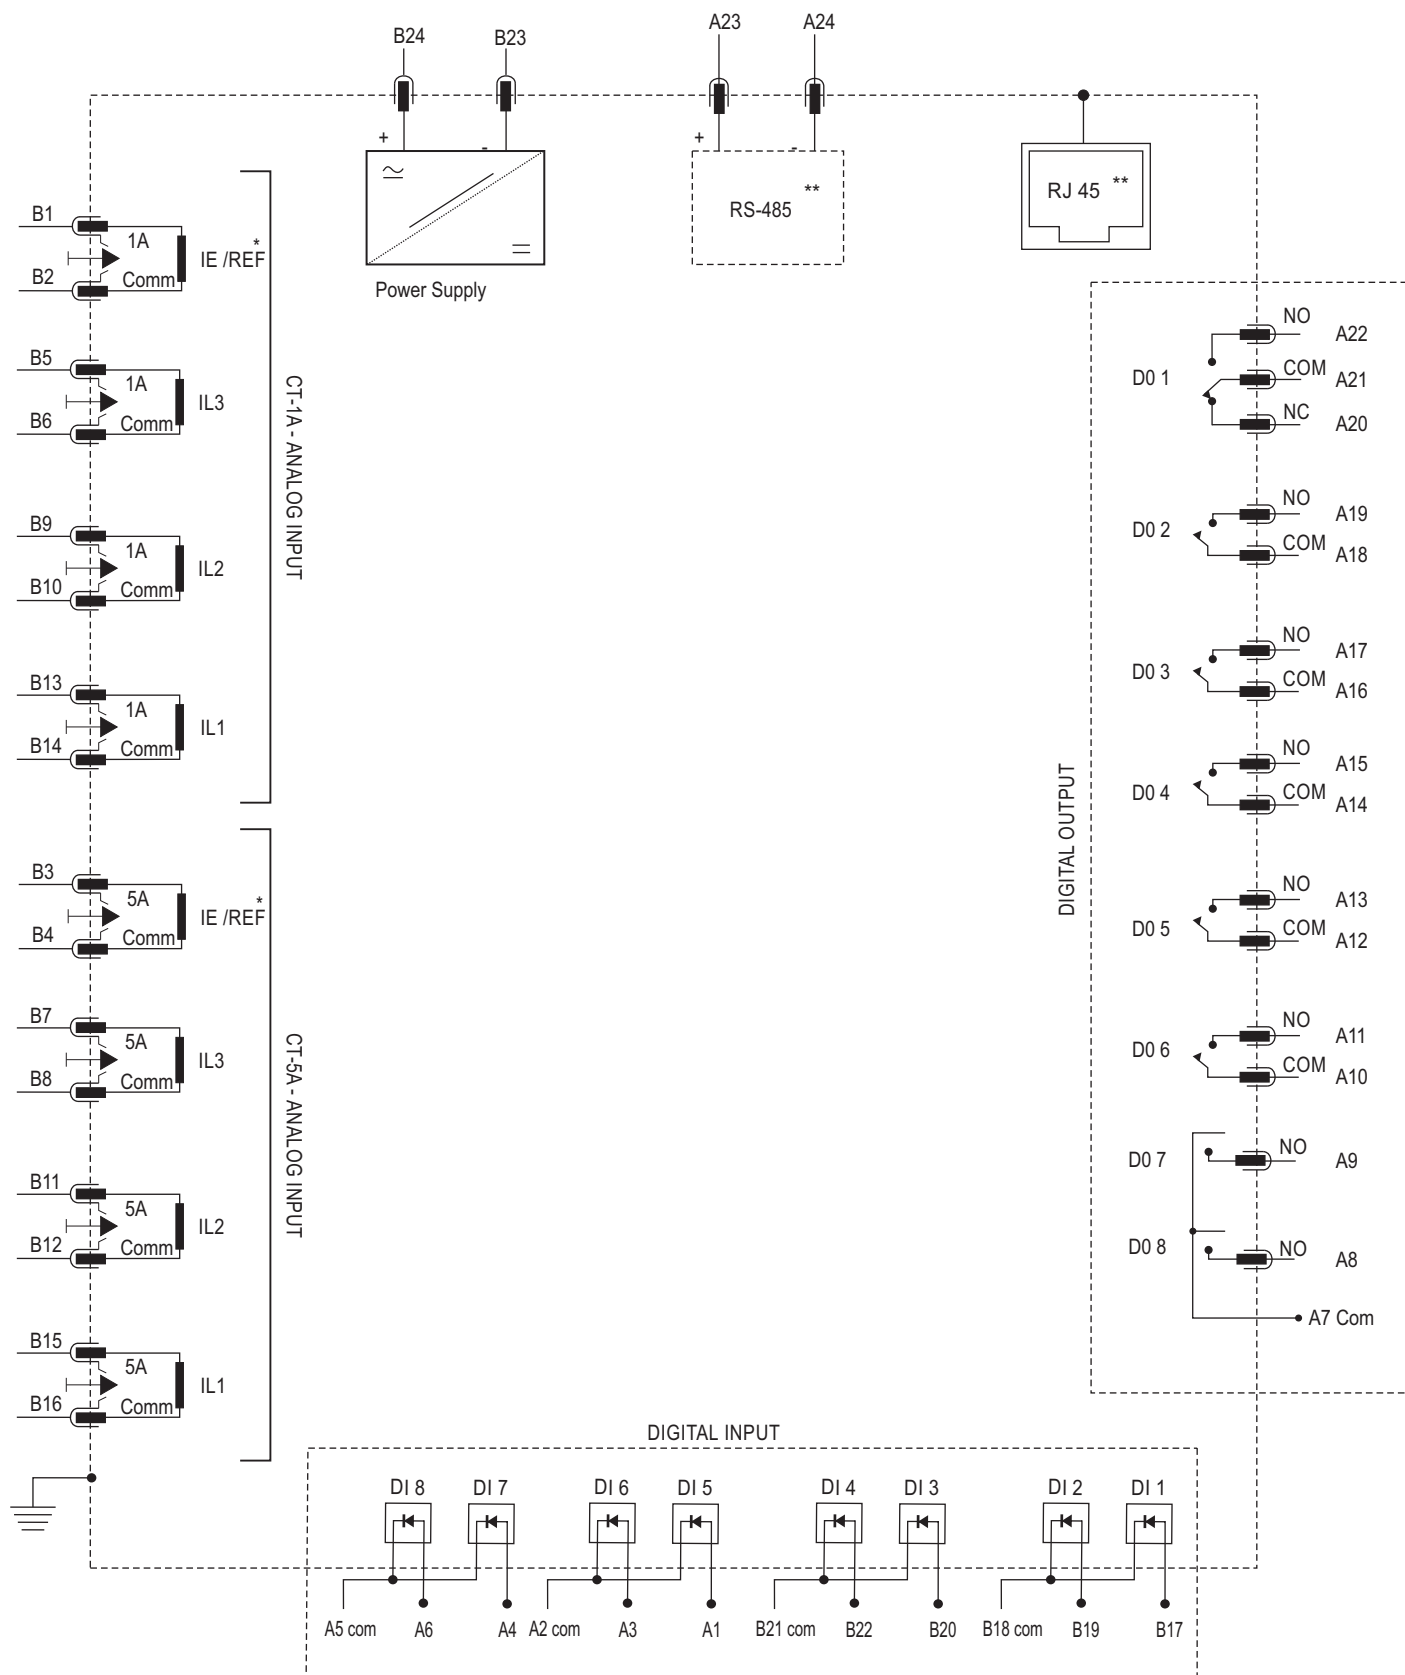 B24
B23
A23
A24
+
-
+
-
Power Supply
RS-485 **
RJ 45 **
B1
1A
IE /REF*
B2
Comm
B5
1A
IL3
B6
Comm
B9
1A
IL2
B10
Comm
B13
1A
IL1
B14
Comm
CT-1A - ANALOG INPUT
B3
5A
IE /REF*
B4
Comm
B7
5A
IL3
B8
Comm
B11
5A
IL2
B12
Comm
B15
5A
IL1
B16
Comm
CT-5A - ANALOG INPUT
DIGITAL OUTPUT
D0 1
NO
A22
COM
A21
NC
A20
D0 2
NO
A19
COM
A18
D0 3
NO
A17
COM
A16
D0 4
NO
A15
COM
A14
D0 5
NO
A13
COM
A12
D0 6
NO
A11
COM
A10
D0 7
NO
A9
D0 8
NO
A8
A7 Com
DIGITAL INPUT
DI 8
DI 7
DI 6
DI 5
DI 4
DI 3
DI 2
DI 1
A5 com
A6
A4
A2 com
A3
A1
B21 com
B22
B20
B18 com
B19
B17